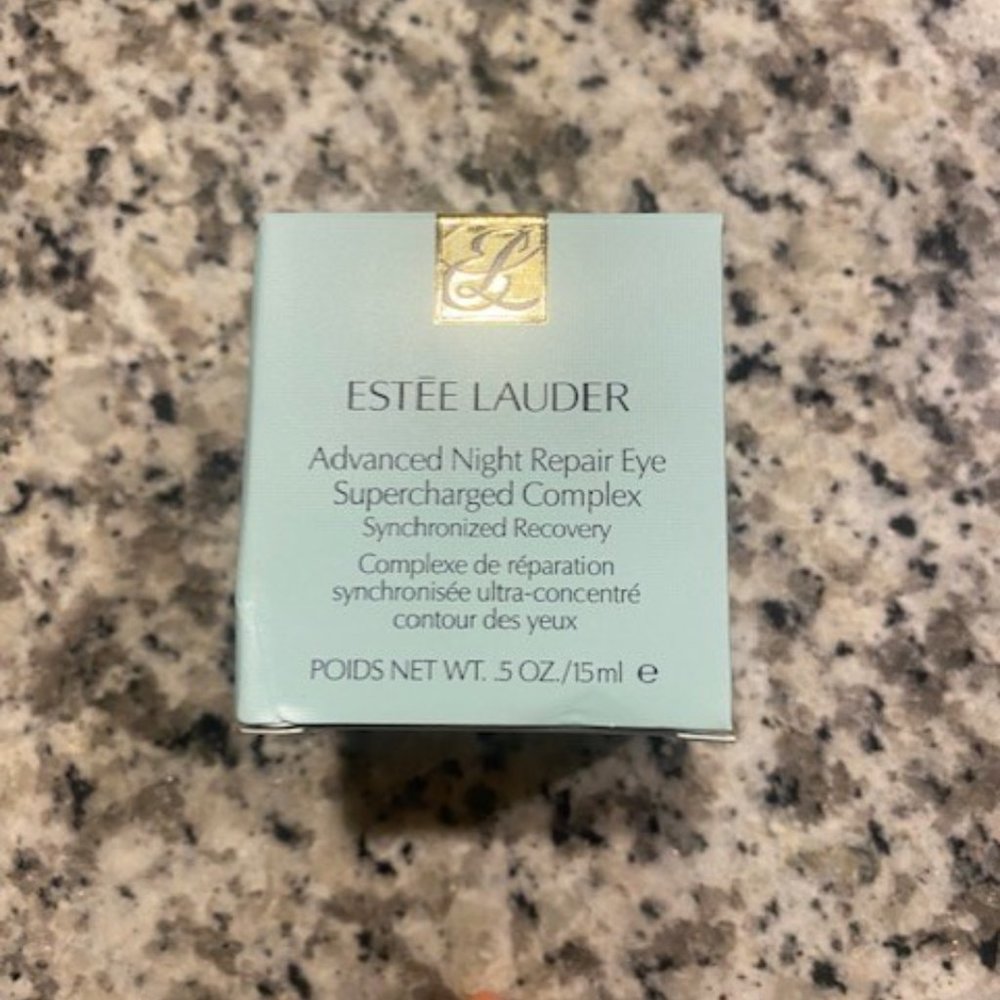 EL
ESTĒE LAUDER
Advanced Night Repair Eye
Supercharged Complex
Synchronized Recovery
Complexe de réparation
synchronisée ultra-concentré
contour des yeux
POIDS NET WT. .5 OZ./15ml ℮